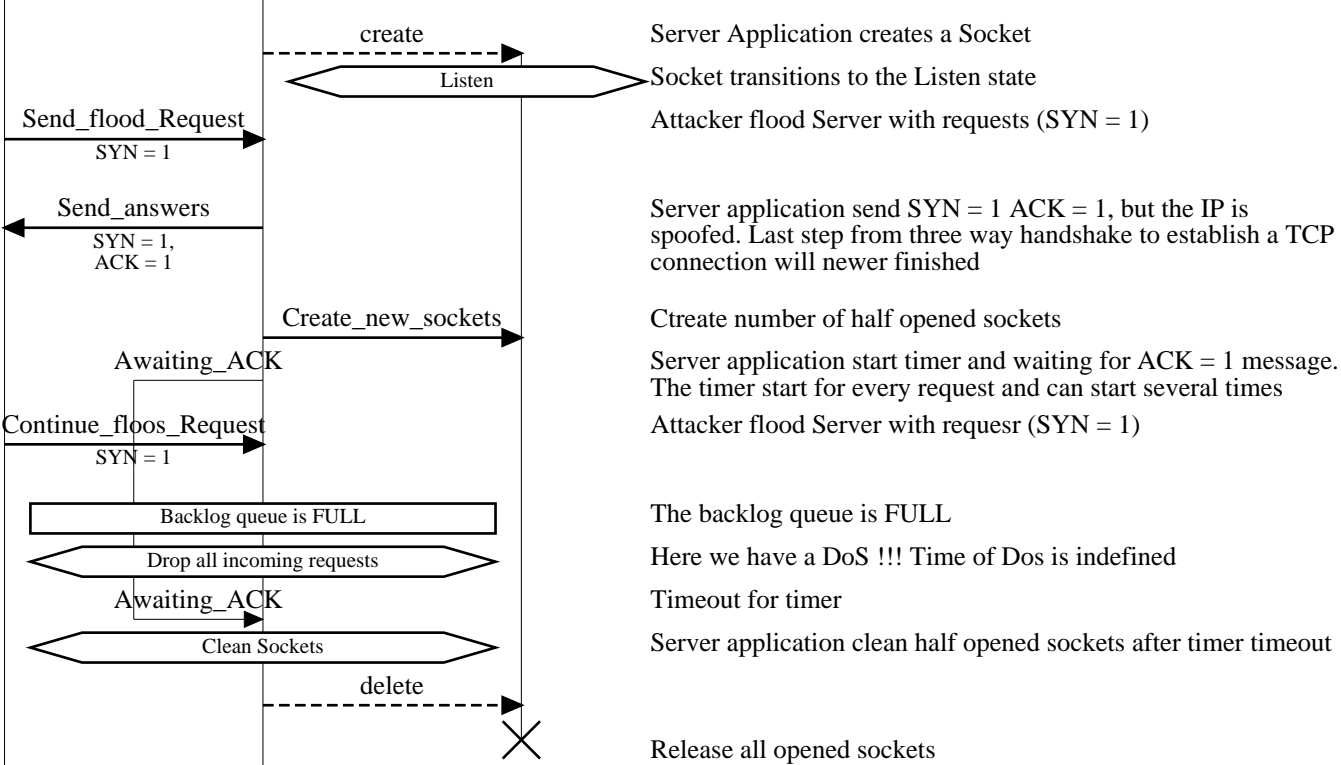 create
Server Application creates a Socket
Listen
Socket transitions to the Listen state
Send_flood_Request
Attacker flood Server with requests (SYN = 1)
SYN = 1
Send_answers
SYN = 1,
ACK = 1
Server application send SYN = 1 ACK = 1, but the IP is
spoofed. Last step from three way handshake to establish a TCP
connection will newer finished
Create_new_sockets
Ctreate number of half opened sockets
Awaiting_ACK
Server application start timer and waiting for ACK = 1 message.
The timer start for every request and can start several times
Continue_floos_Request
Attacker flood Server with requesr (SYN = 1)
SYN = 1
Backlog queue is FULL
The backlog queue is FULL
Drop all incoming requests
Here we have a DoS !!! Time of Dos is indefined
Awaiting_ACK
Timeout for timer
Clean Sockets
Server application clean half opened sockets after timer timeout
delete
Release all opened sockets